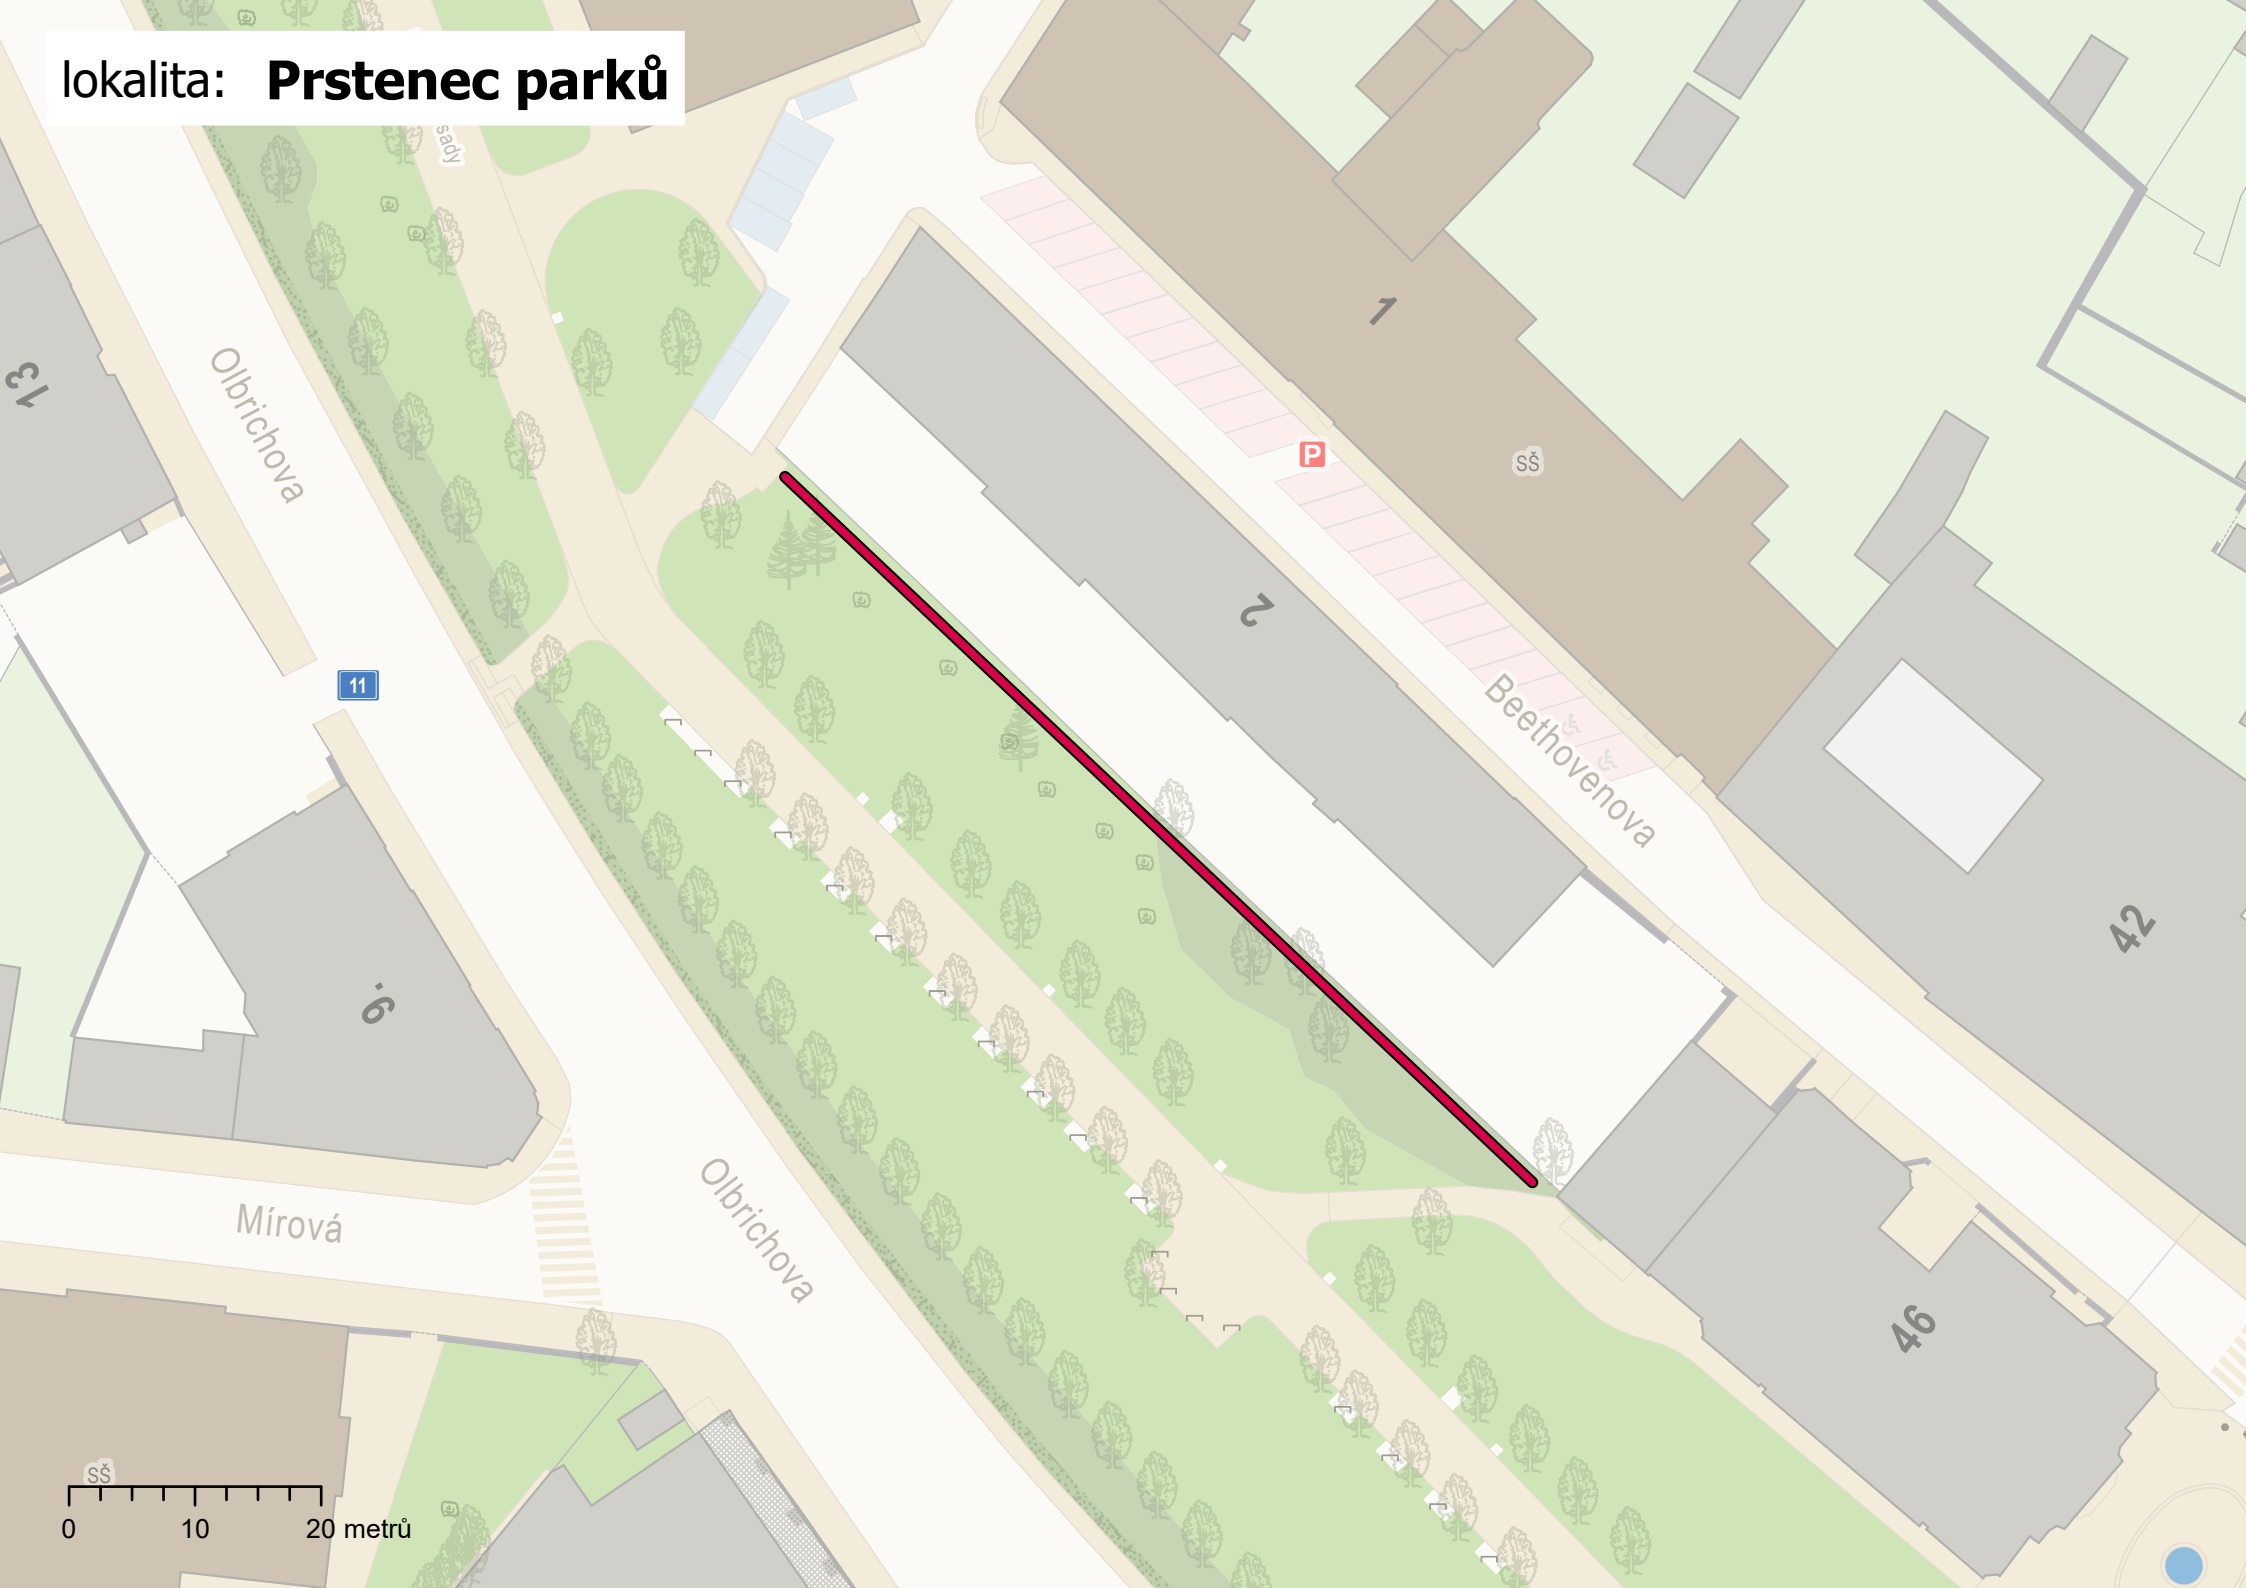 lokalita: Prstenec parků
sady
1
13
Olbrichova
P
SŠ
2
11
Beethovenova
42
9.
Mírová
Olbrichova
46
SŠ
0 10 20 metrů